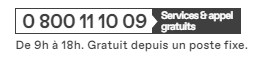 0 800 11 10 09 Services & appel
gratuits
De 9h à 18h. Gratuit depuis un poste fixe.